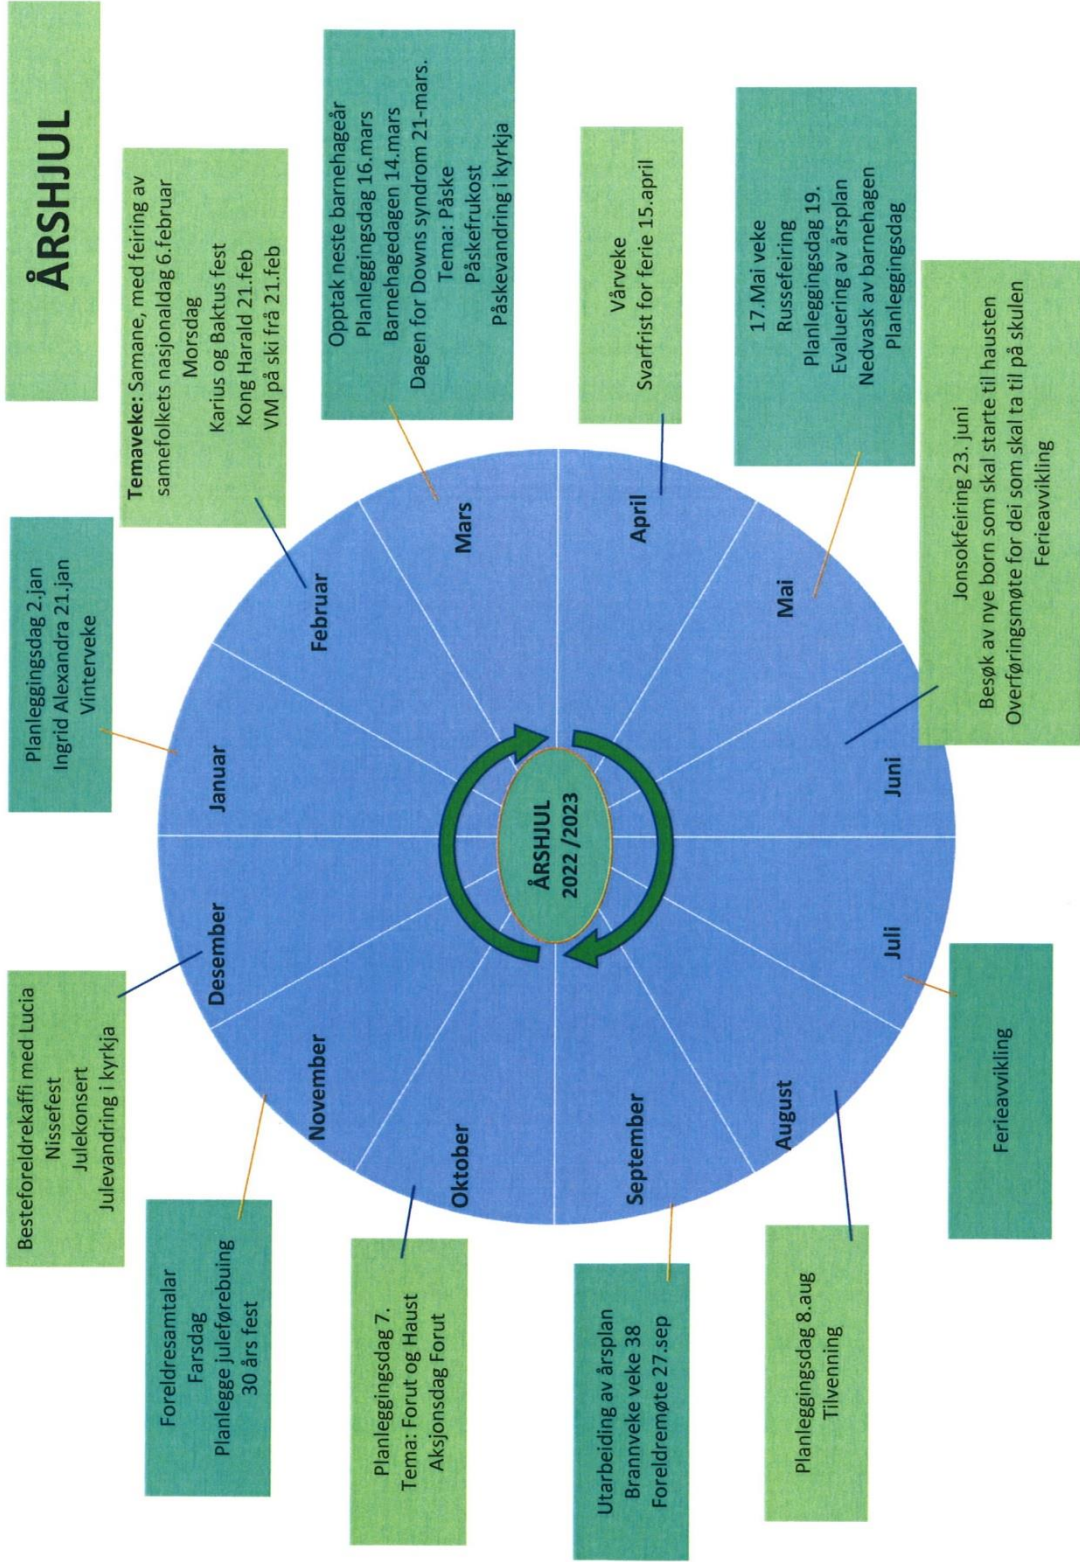 ÅRSHJUL
Planleggingsdag 2.jan
Ingrid Alexandra 21.jan
Vinterveke
Temaveke: Samane, med feiring av
samefolkets nasjonaldag 6.februar
Morsdag
Karius og Baktus fest
Kong Harald 21.feb
VM på ski frå 21.feb
Opptak neste barnehageår
Planleggingsdag 16.mars
Barnehagedagen 14.mars
Dagen for Downs syndrom 21-mars.
Tema: Påske
Påskefrukost
Påskevandring i kyrkja
Vårveke
Svarfrist for ferie 15.april
17.Mai veke
Russefeiring
Planleggingsdag 19.
Evaluering av årsplan
Nedvask av barnehagen
Planleggingsdag
Jonsokfeiring 23. juni
Besøk av nye born som skal starte til hausten
Overføringsmøte for dei som skal ta til på skulen
Ferieavvikling
Ferieavvikling
Planleggingsdag 8.aug
Tilvenning
Utarbeiding av årsplan
Brannveke veke 38
Foreldremøte 27.sep
Planleggingsdag 7.
Tema: Forut og Haust
Aksjonsdag Forut
Foreldresamtalar
Farsdag
Planlegge juleførebuing
30 års fest
Besteforeldrekaffi med Lucia
Nissefest
Julekonsert
Julevandring i kyrkja
Januar
Februar
Mars
April
Mai
Juni
Juli
August
September
Oktober
November
Desember
ÅRSHJUL
2022 /2023